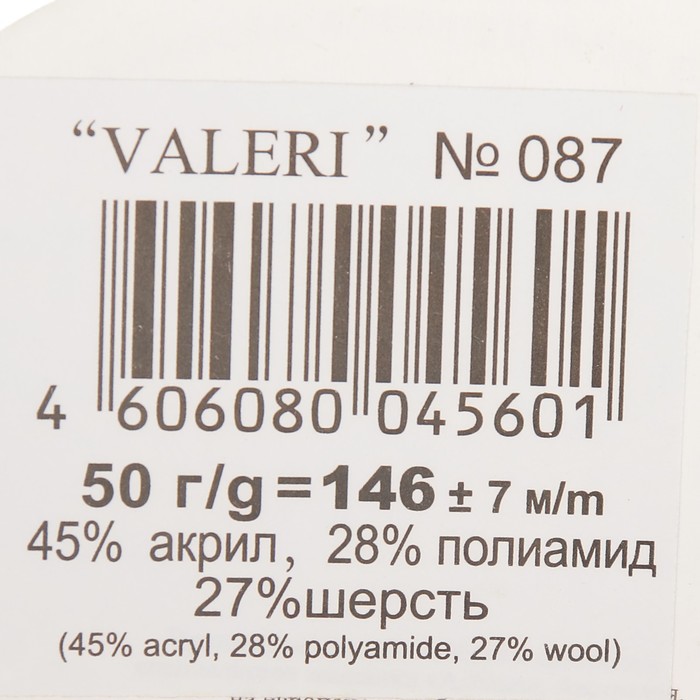 “VALERI” № 087
4 606080 045601
50 г/g = 146 ± 7 м/m
45% акрил, 28% полиамид
27%шерсть
(45% acryl, 28% polyamide, 27% wool)